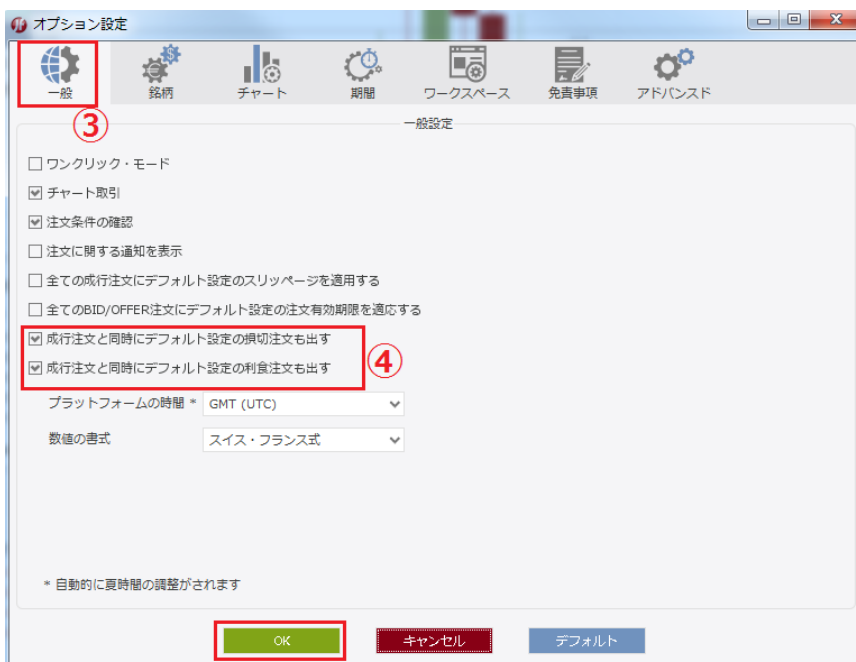 オプション設定
一般
銘柄
チャート
期間
ワークスペース
免責事項
アドバンスド
③
一般設定
ワンクリック・モード
チャート取引
注文条件の確認
注文に関する通知を表示
全ての成行注文にデフォルト設定のスリッページを適用する
全てのBID/OFFER注文にデフォルト設定の注文有効期限を適応する
成行注文と同時にデフォルト設定の損切注文も出す
④
成行注文と同時にデフォルト設定の利食注文も出す
プラットフォームの時間 * GMT (UTC)
数値の書式 スイス・フランス式
* 自動的に夏時間の調整がされます
OK
キャンセル
デフォルト